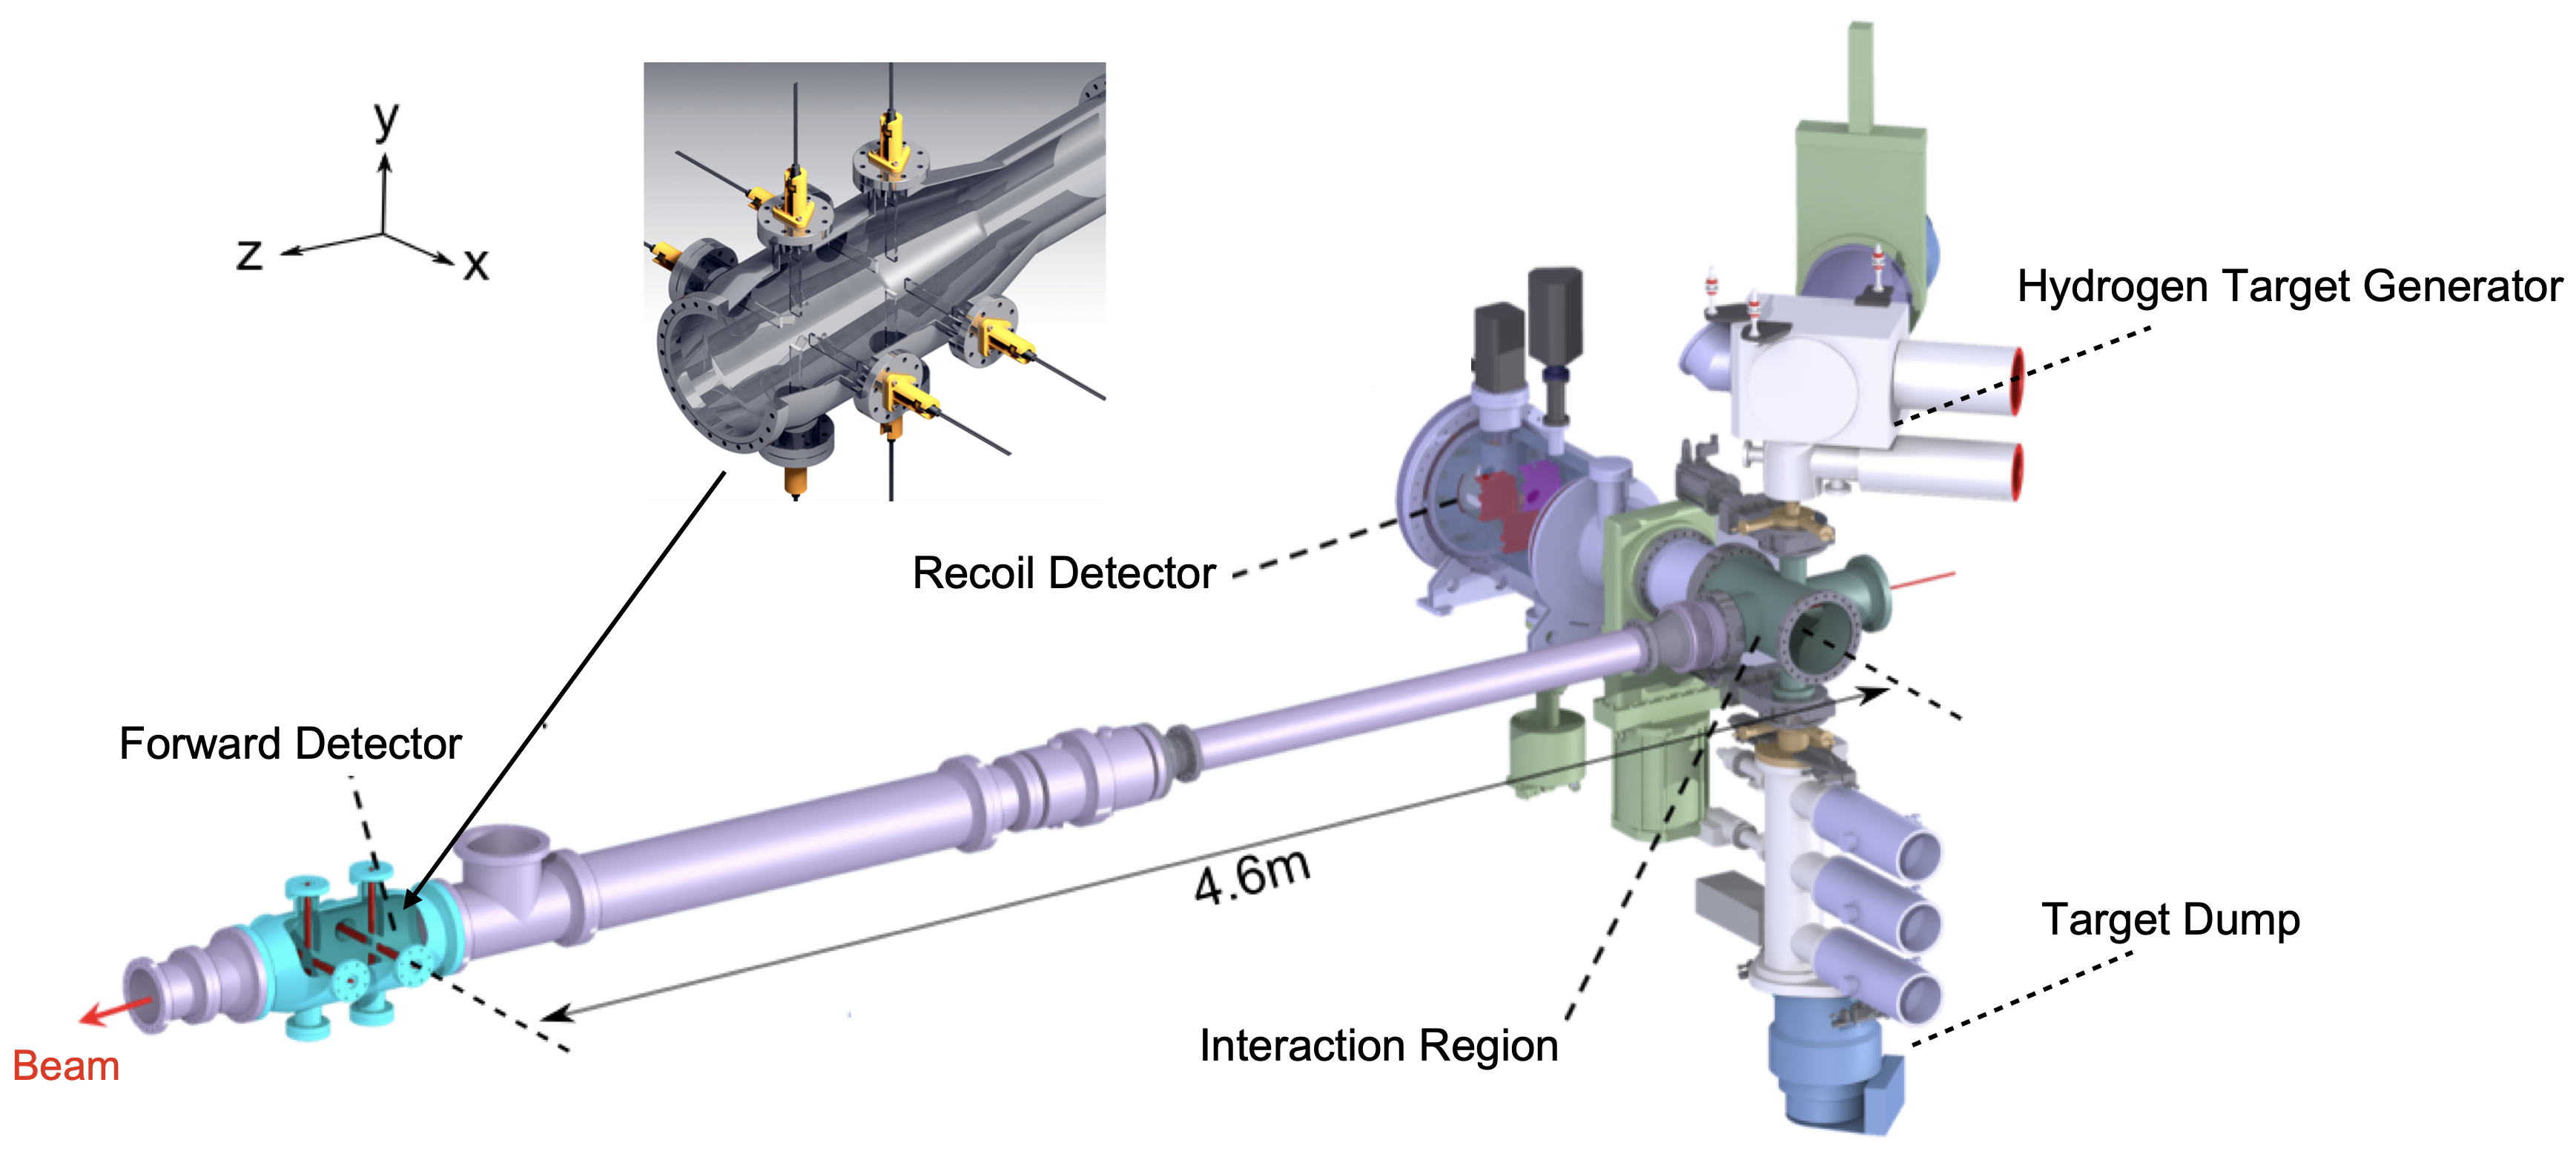 y
z
x
Hydrogen Target Generator
Recoil Detector
Forward Detector
4.6m
Target Dump
Interaction Region
Beam